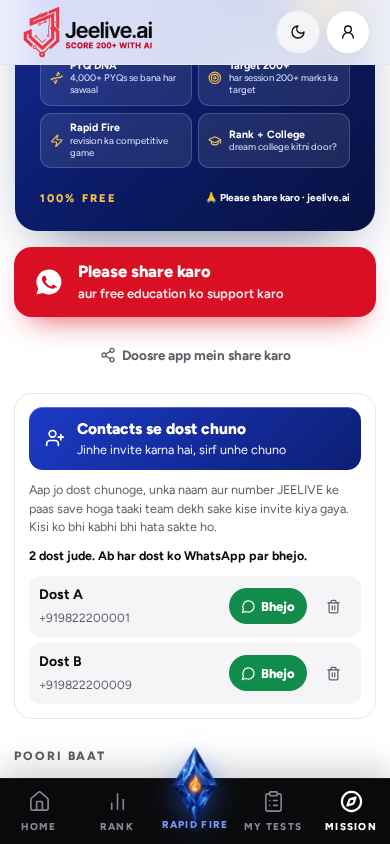 Jeelive.ai
SCORE 200+ WITH AI
PYQs DNA
Target 200+
4,000+ PYQs se bana har
sawaal
har session 200+ marks ka
target
Rapid Fire
revision ka competitive
game
Rank + College
dream college kitni door?
100% FREE
🙏 Please share karo · jeelive.ai
Please share karo
aur free education ko support karo
Doosre app mein share karo
Contacts se dost chuno
Jinhe invite karna hai, sirf unhe chuno
Aap jo dost chunoge, unka naam aur number JEELIVE ke
paas save hoga taaki team dekh sake kise invite kiya gaya.
Kisi ko bhi kabhi bhi hata sakte ho.
2 dost jude. Ab har dost ko WhatsApp par bhejo.
Dost A
+919822200001
Bhejo
Dost B
+919822200009
Bhejo
POORI BAAT
HOME
RANK
RAPID FIRE
MY TESTS
MISSION